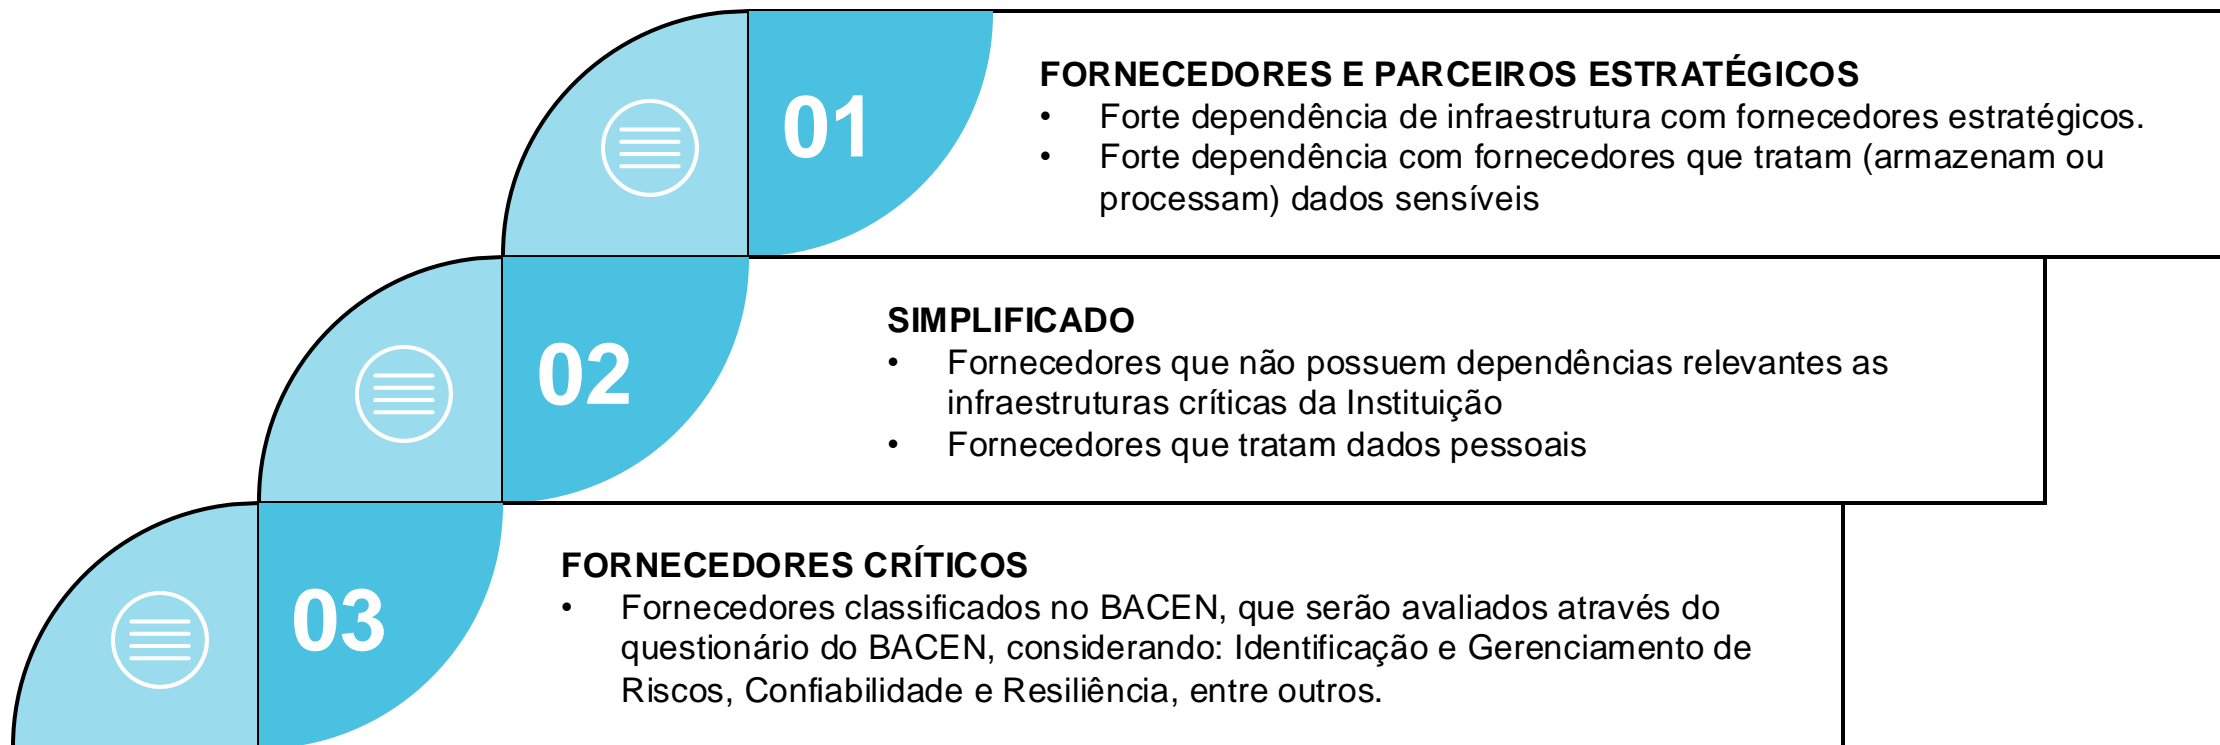 01
FORNECEDORES E PARCEIROS ESTRATÉGICOS
• Forte dependência de infraestrutura com fornecedores estratégicos.
• Forte dependência com fornecedores que tratam (armazenam ou
processam) dados sensíveis
02
SIMPLIFICADO
• Fornecedores que não possuem dependências relevantes as
infraestruturas críticas da Instituição
• Fornecedores que tratam dados pessoais
03
FORNECEDORES CRÍTICOS
• Fornecedores classificados no BACEN, que serão avaliados através do
questionário do BACEN, considerando: Identificação e Gerenciamento de
Riscos, Confiabilidade e Resiliência, entre outros.